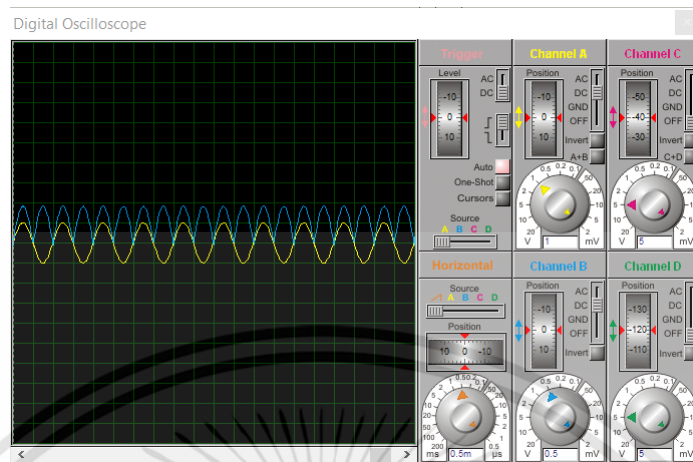 Digital Oscilloscope
Trigger
Level
-10
0
10
AC
DC
Auto
One-Shot
Cursors
Source
A B C D
Channel A
Position
-10
0
10
AC
DC
GND
OFF
Invert
A+B
V 1 mV
Channel C
Position
-50
-40
-30
AC
DC
GND
OFF
Invert
C+D
V 5 mV
Horizontal
Source
A B C D
Position
10 0 -10
ms 0.5m µs
Channel B
Position
-10
0
10
AC
DC
GND
OFF
Invert
V 0.5 mV
Channel D
Position
-130
-120
-110
AC
DC
GND
OFF
Invert
V 5 mV